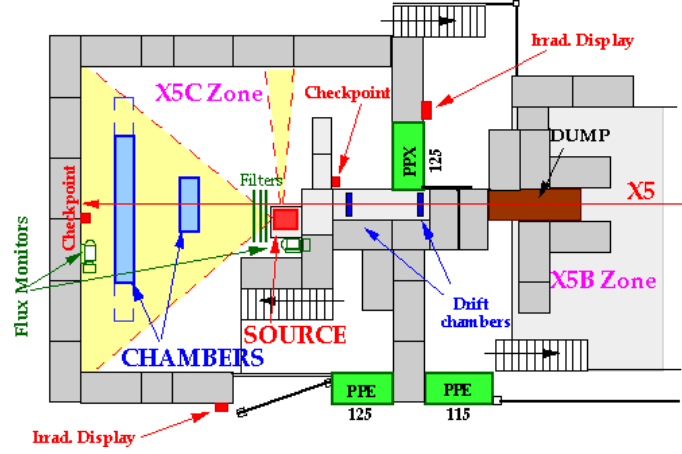 Irrad. Display
X5C Zone
Checkpoint
PPX
125
DUMP
Filters
X5
Checkpoint
Flux Monitors
X5B Zone
Drift
chambers
SOURCE
CHAMBERS
PPE
PPE
125
115
Irrad. Display